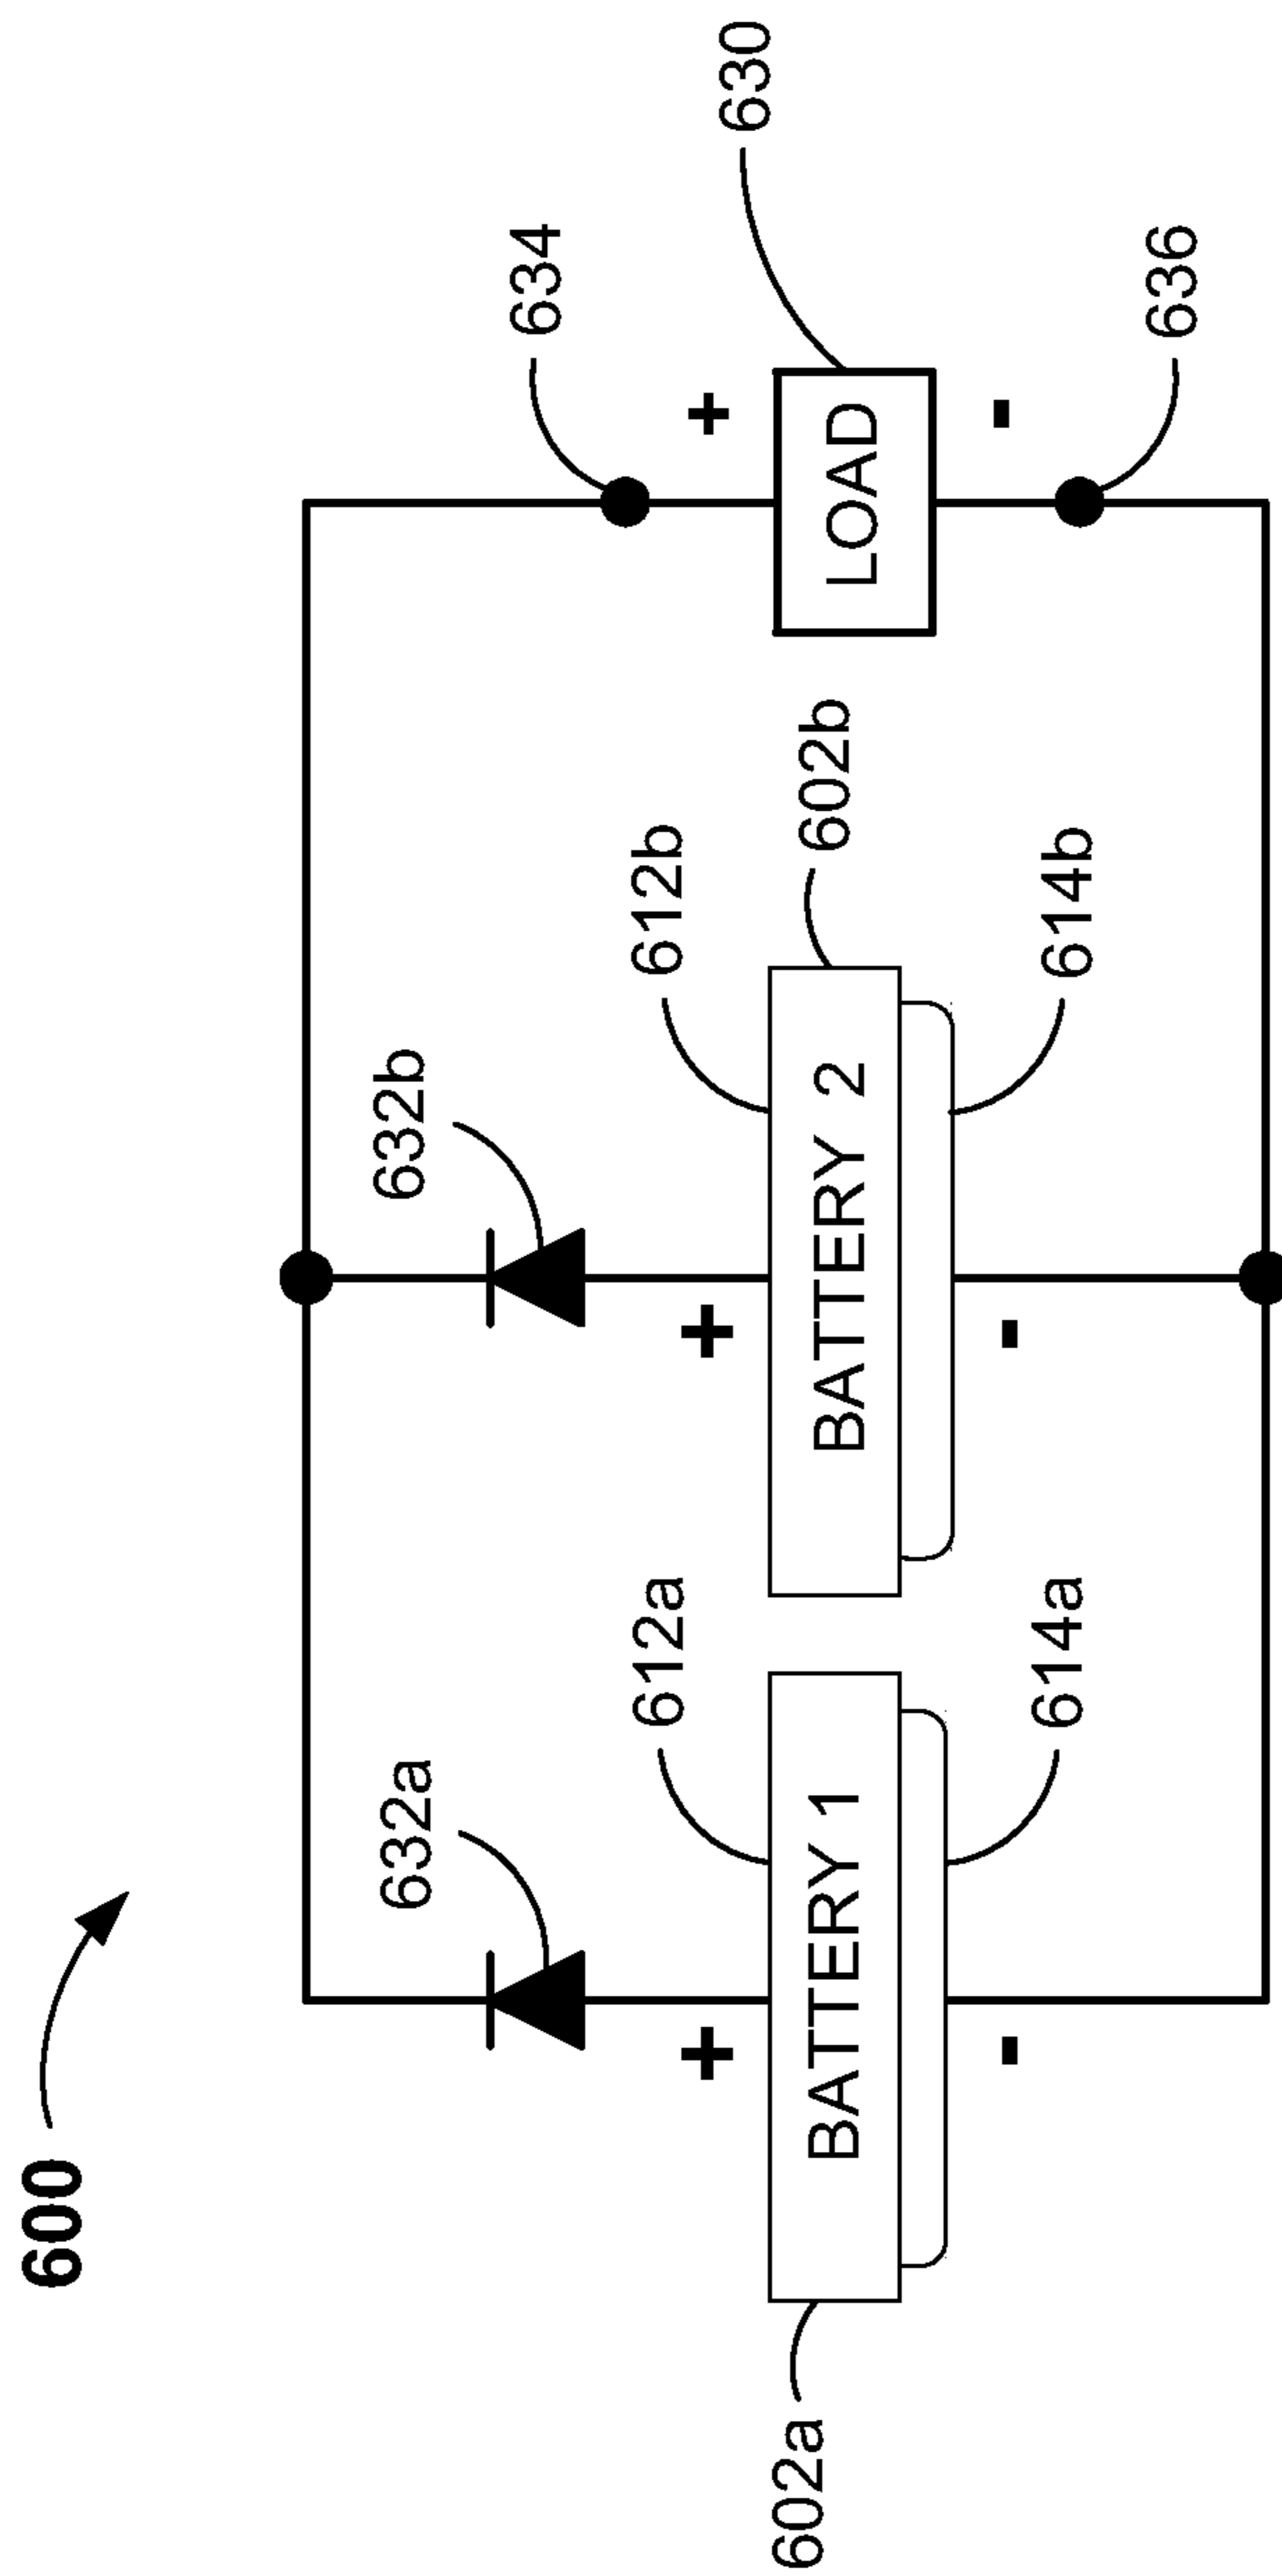 600
632a
632b
634
630
+
+
+
612a
612b
602a
BATTERY 1
BATTERY 2
602b
LOAD
-
-
-
614a
614b
636